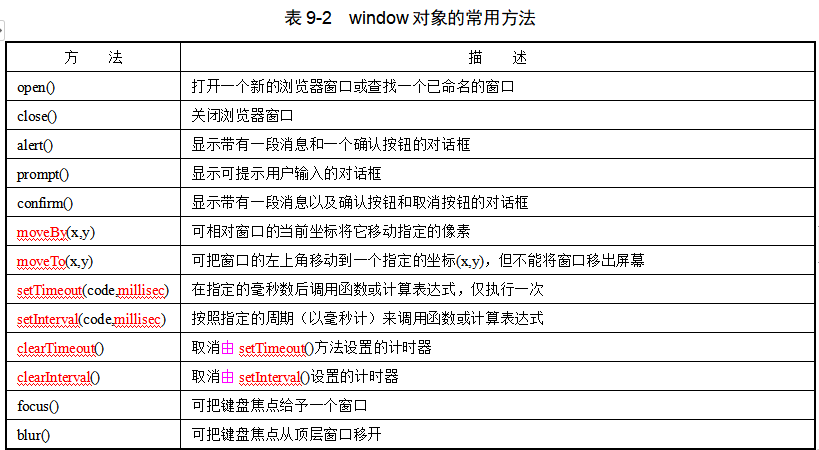 表 9-2 window 对象的常用方法
方 法 描 述
open() 打开一个新的浏览器窗口或查找一个已命名的窗口
close() 关闭浏览器窗口
alert() 显示带有一段消息和一个确认按钮的对话框
prompt() 显示可提示用户输入的对话框
confirm() 显示带有一段消息以及确认按钮和取消按钮的对话框
moveBy(x,y) 可相对窗口的当前坐标将它移动指定的像素
moveTo(x,y) 可把窗口的左上角移动到一个指定的坐标(x,y)，但不能将窗口移出屏幕
setTimeout(code,millisec) 在指定的毫秒数后调用函数或计算表达式，仅执行一次
setInterval(code,millisec) 按照指定的周期（以毫秒计）来调用函数或计算表达式
clearTimeout() 取消由 setTimeout()方法设置的计时器
clearInterval() 取消由 setInterval()设置的计时器
focus() 可把键盘焦点给予一个窗口
blur() 可把键盘焦点从顶层窗口移开